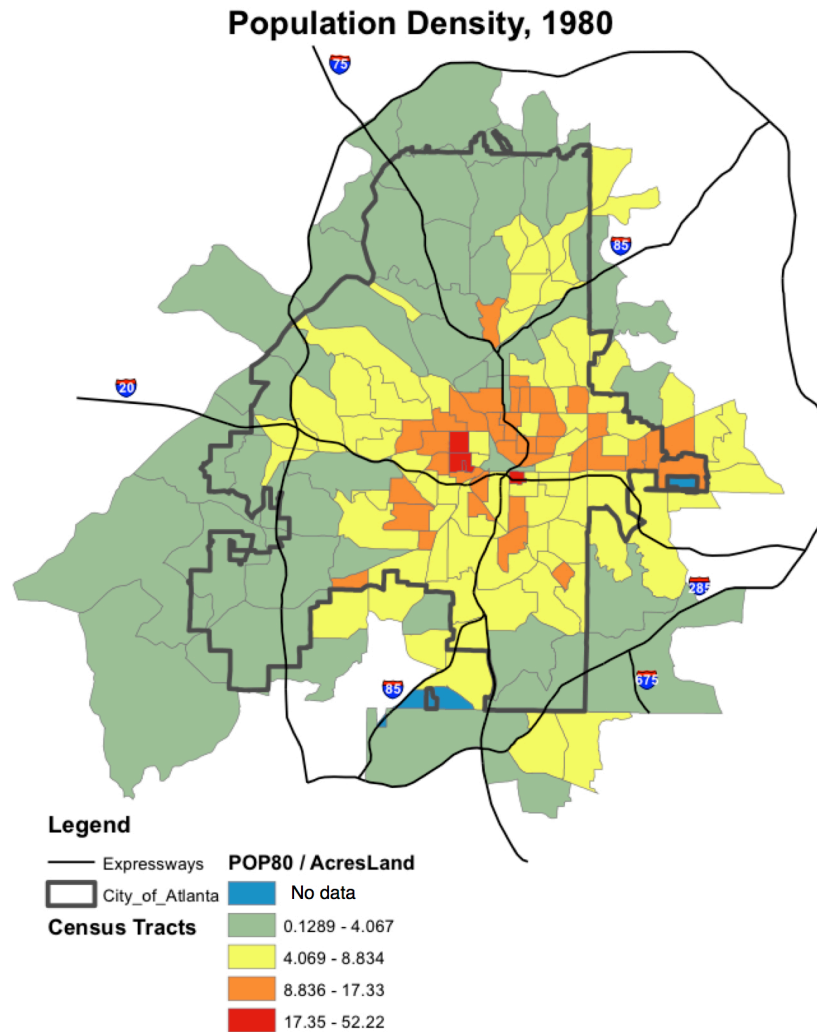 Population Density, 1980
75
85
20
285
85
675
Legend
Expressways
City_of_Atlanta
Census Tracts
POP80 / AcresLand
No data
0.1289 - 4.067
4.069 - 8.834
8.836 - 17.33
17.35 - 52.22